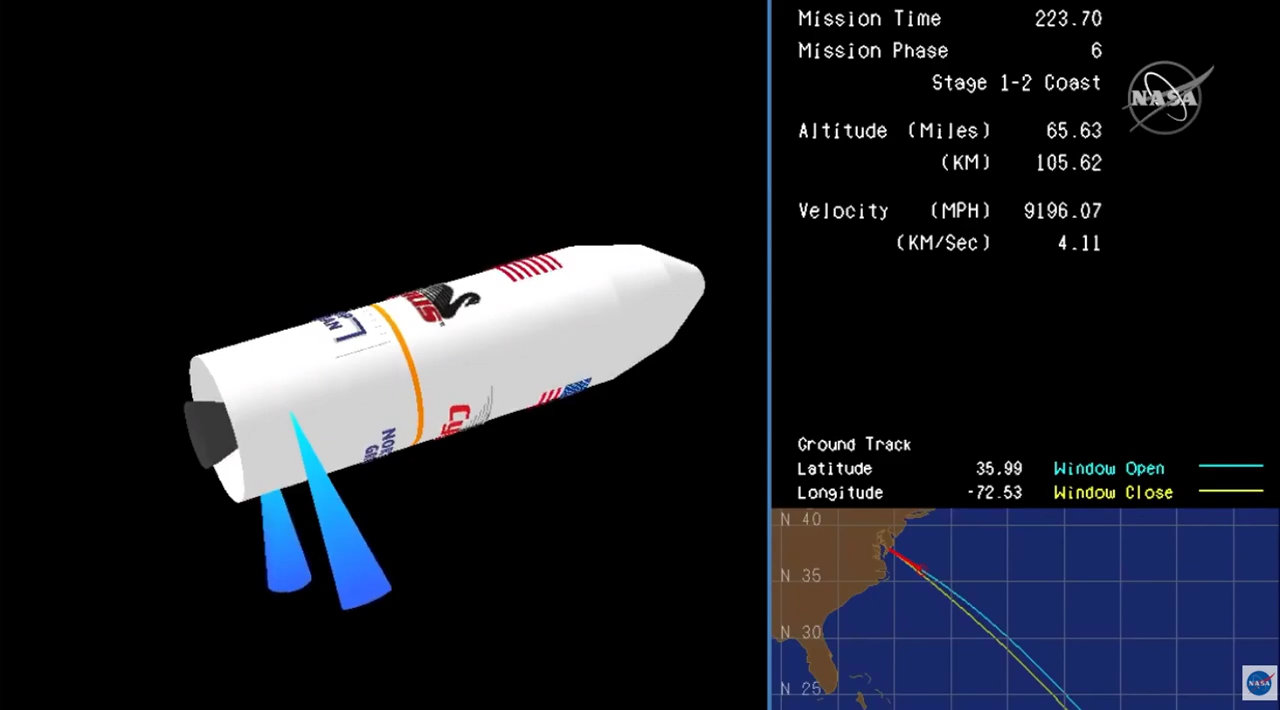 Mission Time 223.70
Mission Phase 6
Stage 1-2 Coast
NASA
Altitude (Miles) 65.63
(KM) 105.62
Velocity (MPH) 9196.07
(KM/Sec) 4.11
Ground Track
Latitude 35.99 Window Open
Longitude -72.53 Window Close
N 40
N 35
N 30
N 25
NASA